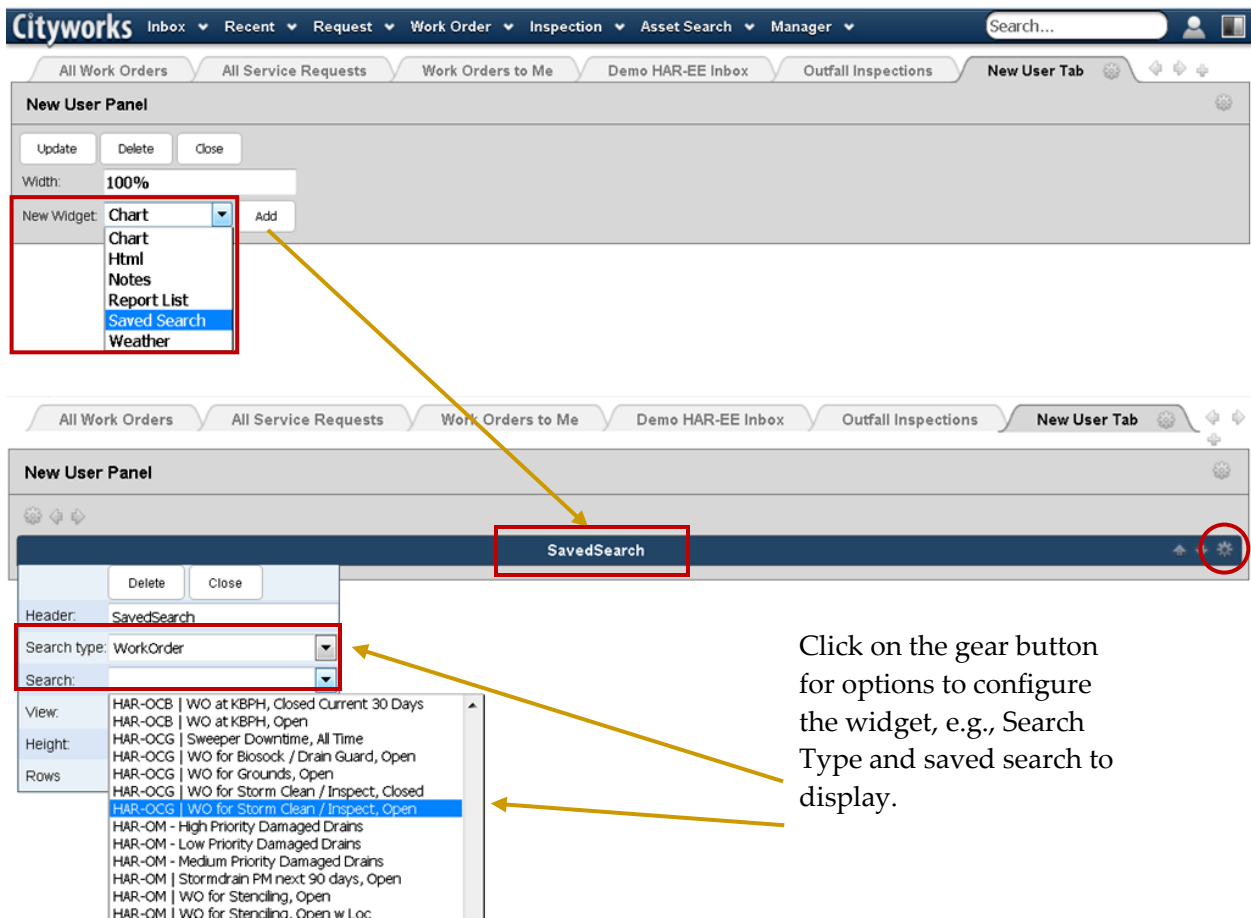 Cityworks Inbox Recent Request Work Order Inspection Asset Search Manager Search...
All Work Orders All Service Requests Work Orders to Me Demo HAR-EE Inbox Outfall Inspections New User Tab
New User Panel
Update Delete Close
Width: 100%
New Widget: Chart Add
Chart
Html
Notes
Report List
Saved Search
Weather
All Work Orders All Service Requests Work Orders to Me Demo HAR-EE Inbox Outfall Inspections New User Tab
New User Panel
SavedSearch
Delete Close
Header: SavedSearch
Search type: WorkOrder
Search:
View:
Height:
Rows
HAR-OCB | WO at KBPH, Closed Current 30 Days
HAR-OCB | WO at KBPH, Open
HAR-OCG | Sweeper Downtime, All Time
HAR-OCG | WO for Biosock / Drain Guard, Open
HAR-OCG | WO for Grounds, Open
HAR-OCG | WO for Storm Clean / Inspect, Closed
HAR-OCG | WO for Storm Clean / Inspect, Open
HAR-OM - High Priority Damaged Drains
HAR-OM - Low Priority Damaged Drains
HAR-OM - Medium Priority Damaged Drains
HAR-OM | Stormdrain PM next 90 days, Open
HAR-OM | WO for Stenciling, Open
HAR-OM | WO for Stenciling, Open w Loc
Click on the gear button
for options to configure
the widget, e.g., Search
Type and saved search to
display.